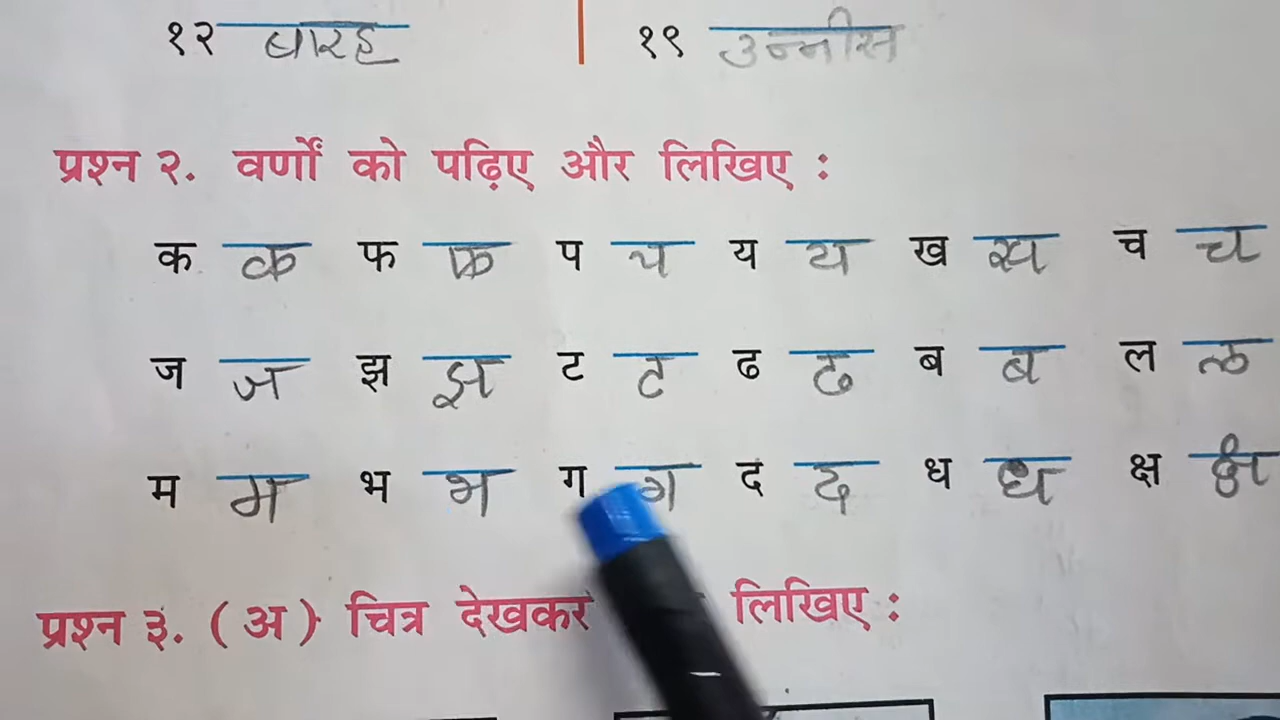 १२ बारह १९ उन्नीस
प्रश्न २. वर्णों को पढ़िए और लिखिए :
क क फ फ प प य य ख ख च च
ज ज झ झ ट ट ढ ढ ब ब ल ल
म म भ भ ग ग द द ध ध क्ष क्ष
प्रश्न ३. (अ) चित्र देखकर लिखिए :